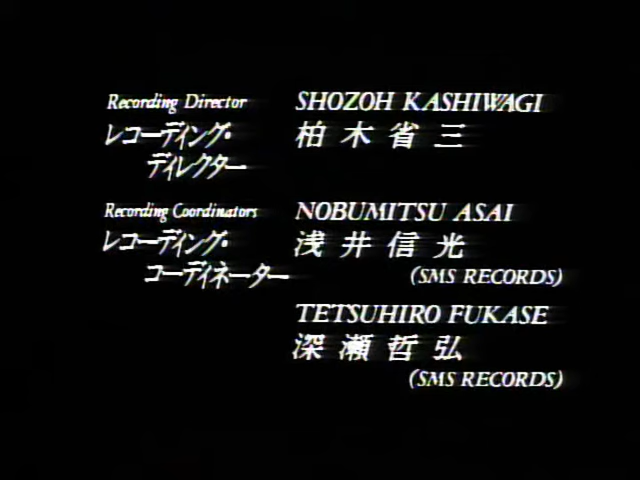 Recording Director SHOZOH KASHIWAGI
レコーディング・ 柏木省三
ディレクター
Recording Coordinators NOBUMITSU ASAI
レコーディング・ 浅井信光
コーディネーター (SMS RECORDS)
TETSUHIRO FUKASE
深瀬哲弘
(SMS RECORDS)